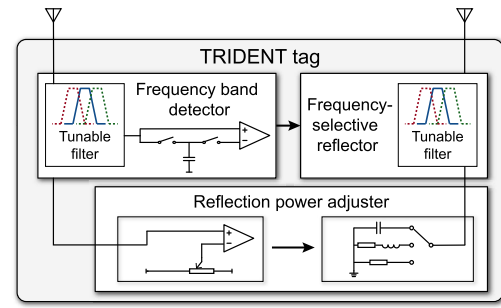 TRIDENT tag
Frequency band
detector
Tunable
filter
+
−
Frequency-
selective
reflector
Tunable
filter
Reflection power adjuster
+
−